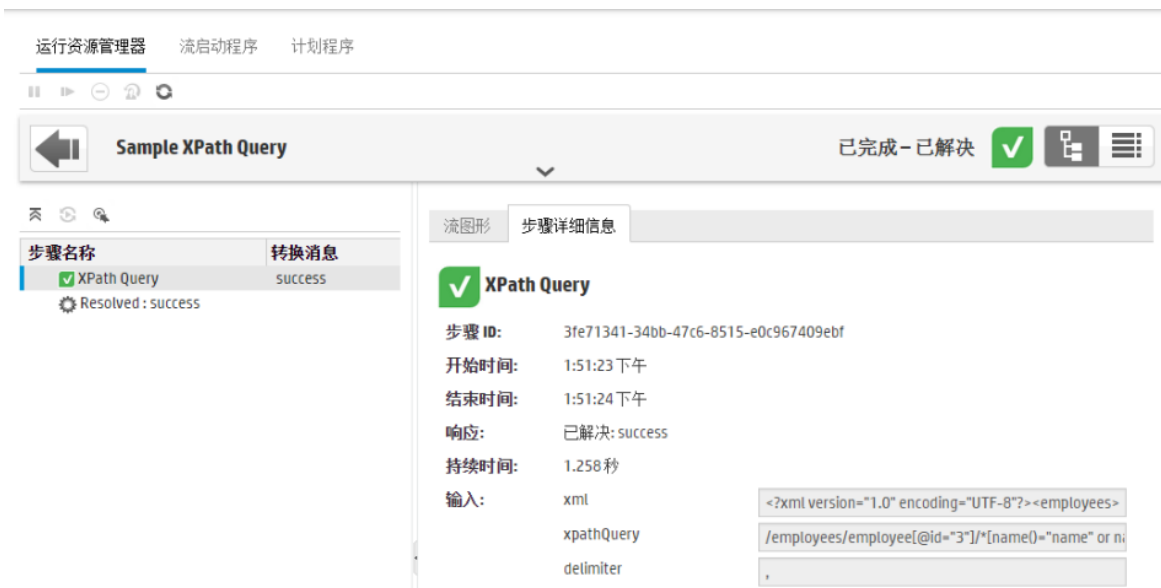 运行资源管理器 流启动程序 计划程序
Sample XPath Query 已完成 – 已解决
流图形 步骤详细信息
步骤名称 转换消息
XPath Query success
Resolved : success
XPath Query
步骤 ID: 3fe71341-34bb-47c6-8515-e0c967409ebf
开始时间: 1:51:23 下午
结束时间: 1:51:24 下午
响应: 已解决: success
持续时间: 1.258 秒
输入: xml <?xml version="1.0" encoding="UTF-8"?><employees>
xpathQuery /employees/employee[@id="3"]/*[name()="name" or
delimiter ,